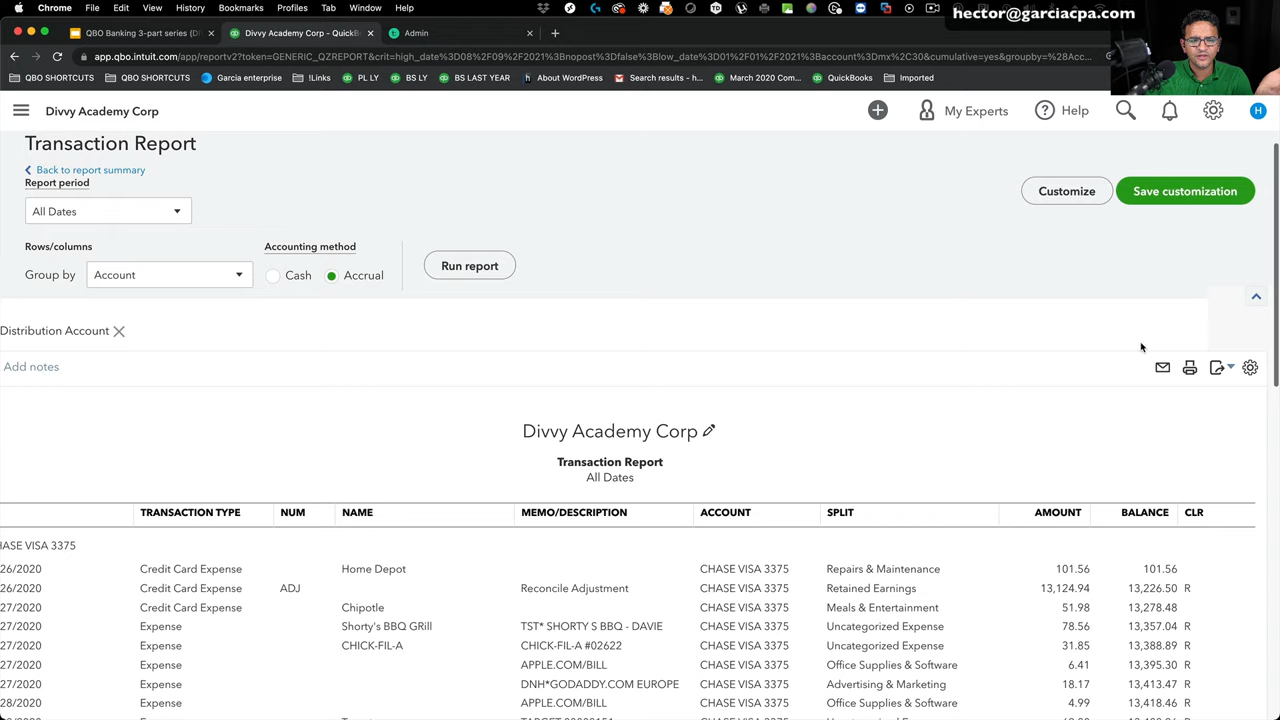 Chrome File Edit View History Bookmarks Profiles Tab Window Help
hector@garciacpa.com
QBO Banking 3-part series (D Divvy Academy Corp - QuickB Admin
app.qbo.intuit.com/app/reportv2?token=GENERIC_QZREPORT&crit=high_date%3D08%2F09%2F2021%3Bnopost%3Dfalse%3Blow_date%3D01%2F01%2F2021%3Baccount%3Dmx%2C30&cumulative=yes&groupby=%28Acc...
QBO SHORTCUTS QBO SHORTCUTS Garcia enterprise !Links PL LY BS LY BS LAST YEAR About WordPress Search results - h... March 2020 Com... QuickBooks Imported
Divvy Academy Corp My Experts Help H
Transaction Report
Back to report summary
Report period
Customize Save customization
All Dates
Rows/columns Accounting method
Group by Account Cash Accrual Run report
Distribution Account
Add notes
Divvy Academy Corp
Transaction Report
All Dates
TRANSACTION TYPE NUM NAME MEMO/DESCRIPTION ACCOUNT SPLIT AMOUNT BALANCE CLR
HASE VISA 3375
26/2020 Credit Card Expense Home Depot CHASE VISA 3375 Repairs & Maintenance 101.56 101.56
26/2020 Credit Card Expense ADJ Reconcile Adjustment CHASE VISA 3375 Retained Earnings 13,124.94 13,226.50 R
27/2020 Credit Card Expense Chipotle CHASE VISA 3375 Meals & Entertainment 51.98 13,278.48
27/2020 Expense Shorty's BBQ GRill TST* SHORTY S BBQ - DAVIE CHASE VISA 3375 Uncategorized Expense 78.56 13,357.04 R
27/2020 Expense CHICK-FIL-A CHICK-FIL-A #02622 CHASE VISA 3375 Uncategorized Expense 31.85 13,388.89 R
27/2020 Expense APPLE.COM/BILL CHASE VISA 3375 Office Supplies & Software 6.41 13,395.30 R
27/2020 Expense DNH*GODADDY.COM EUROPE CHASE VISA 3375 Advertising & Marketing 18.17 13,413.47 R
28/2020 Expense APPLE.COM/BILL CHASE VISA 3375 Office Supplies & Software 4.99 13,418.46 R